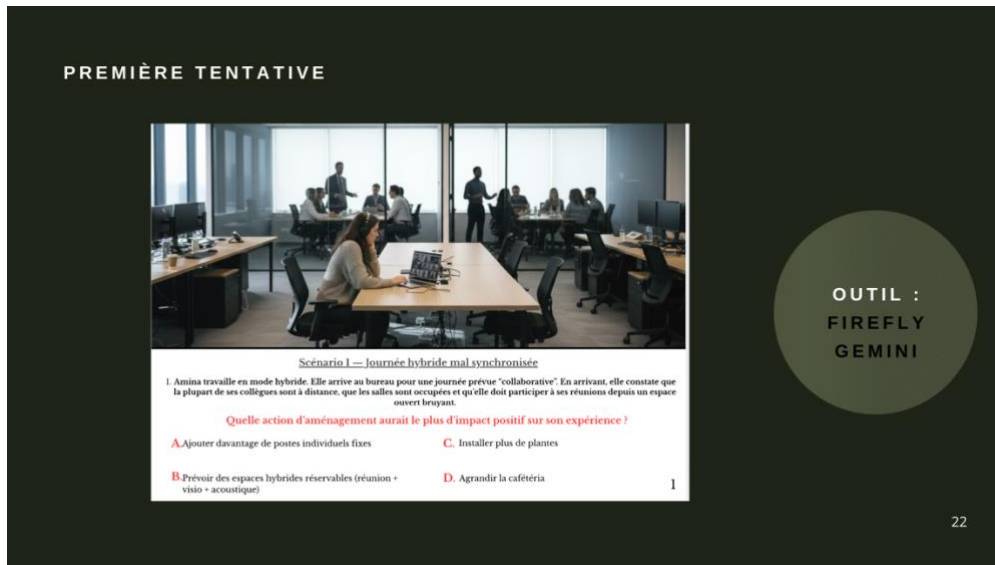 PREMIÈRE TENTATIVE
Scénario 1 — Journée hybride mal synchronisée
1. Amina travaille en mode hybride. Elle arrive au bureau pour une journée prévue "collaborative". En arrivant, elle constate que
la plupart de ses collègues sont à distance, que les salles sont occupées et qu'elle doit participer à ses réunions depuis un espace
ouvert bruyant.
Quelle action d'aménagement aurait le plus d'impact positif sur son expérience ?
A. Ajouter davantage de postes individuels fixes
B. Prévoir des espaces hybrides réservables (réunion +
visio + acoustique)
C. Installer plus de plantes
D. Agrandir la cafétéria
1
OUTIL :
FIREFLY
GEMINI
22